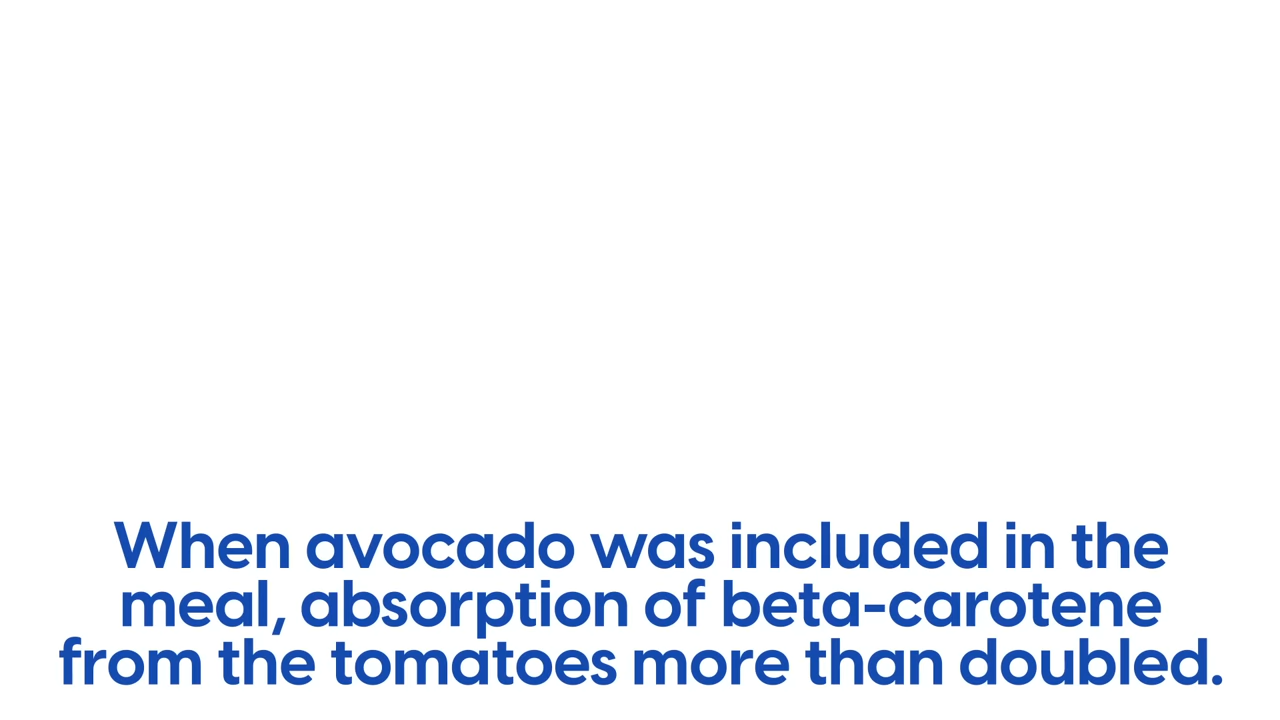 When avocado was included in the
meal, absorption of beta-carotene
from the tomatoes more than doubled.